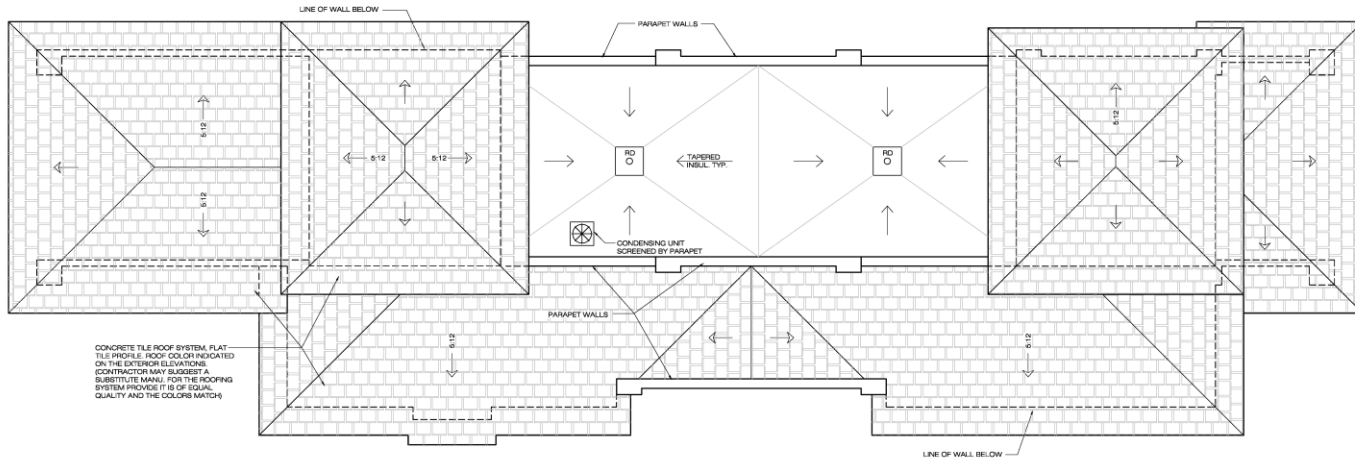 LINE OF WALL BELOW
PARAPET WALLS
5:12
5:12
5:12
5:12
5:12
RD
TAPERED
INSUL. TYP.
RD
5:12
CONDENSING UNIT
SCREENED BY PARAPET
PARAPET WALLS
5:12
5:12
CONCRETE TILE ROOF SYSTEM, FLAT
TILE PROFILE. ROOF COLOR INDICATED
ON THE EXTERIOR ELEVATIONS.
(CONTRACTOR MAY SUGGEST A
SUBSTITUTE MANU. FOR THE ROOFING
SYSTEM PROVIDE IT IS OF EQUAL
QUALITY AND THE COLORS MATCH)
LINE OF WALL BELOW